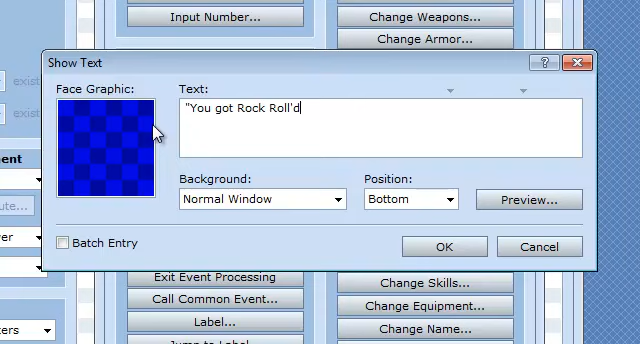 Input Number...
Change Weapons...
Change Armor...
Show Text
?
X
exist
Face Graphic:
Text:
"You got Rock Roll'd
exist
Background:
Position:
Normal Window
Bottom
Preview...
Batch Entry
OK
Cancel
Exit Event Processing
Change Skills...
Call Common Event...
Change Equipment...
Label...
Change Name...